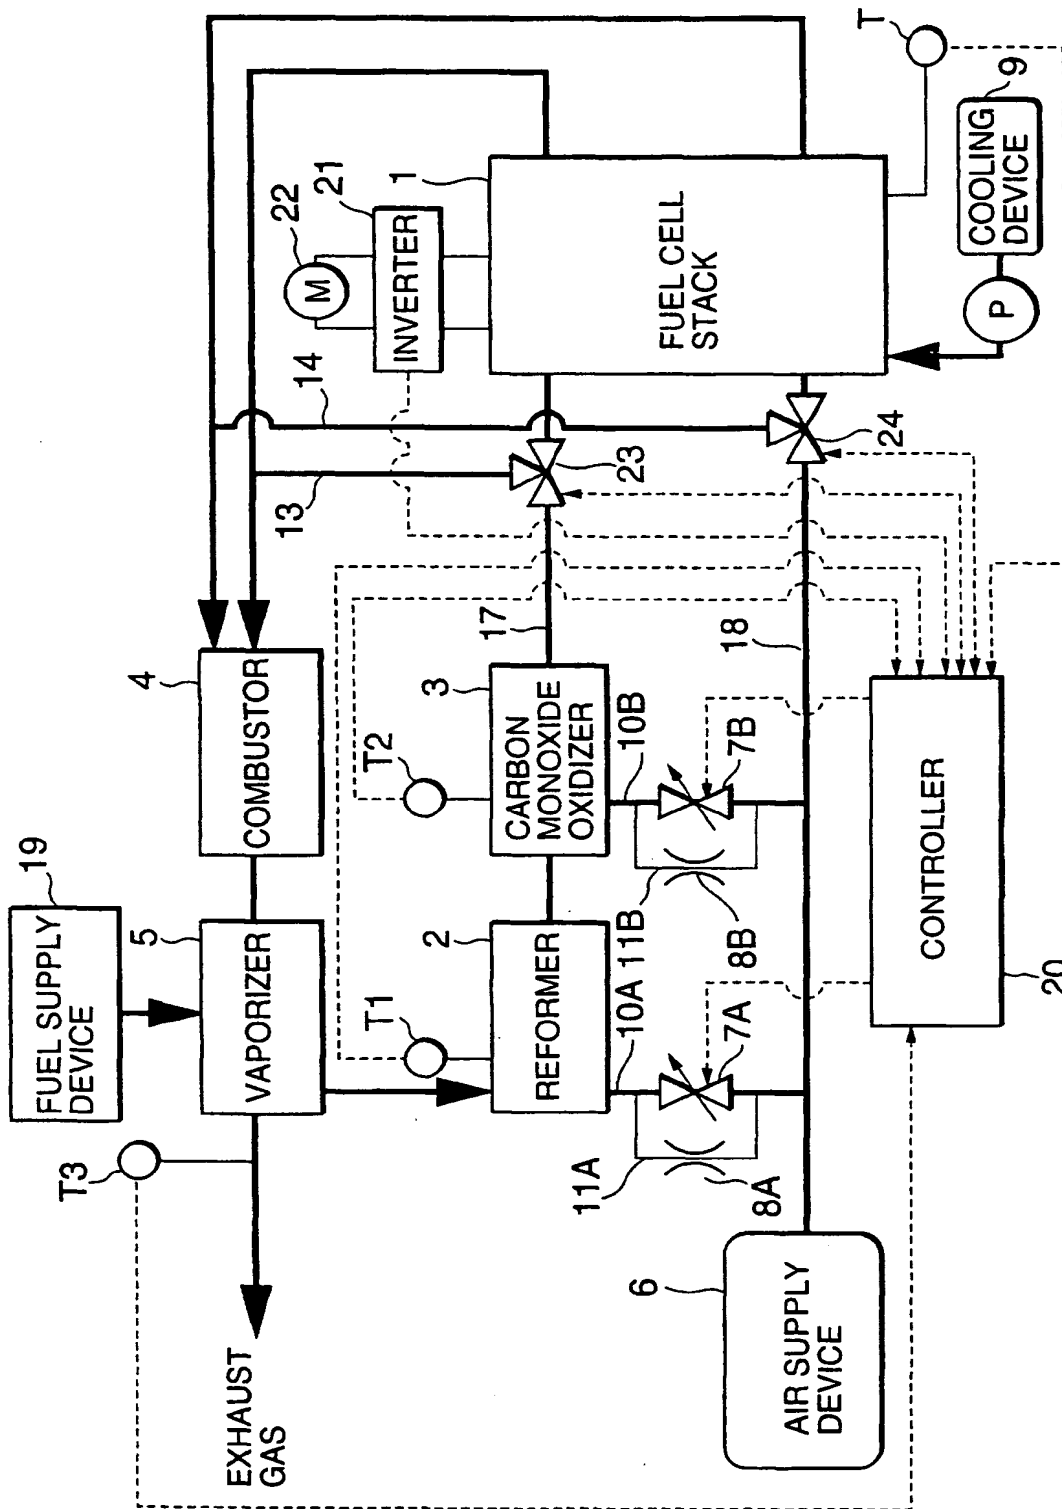 19
FUEL SUPPLY
DEVICE
4
COMBUSTOR
5
VAPORIZER
T3
EXHAUST
GAS
T1
T2
2
REFORMER
3
CARBON
MONOXIDE
OXIDIZER
13
14
22
M
21
INVERTER
1
FUEL CELL
STACK
T
9
COOLING
DEVICE
P
17
23
24
10A
11A
8A
7A
10B
11B
8B
7B
18
6
AIR SUPPLY
DEVICE
CONTROLLER
20